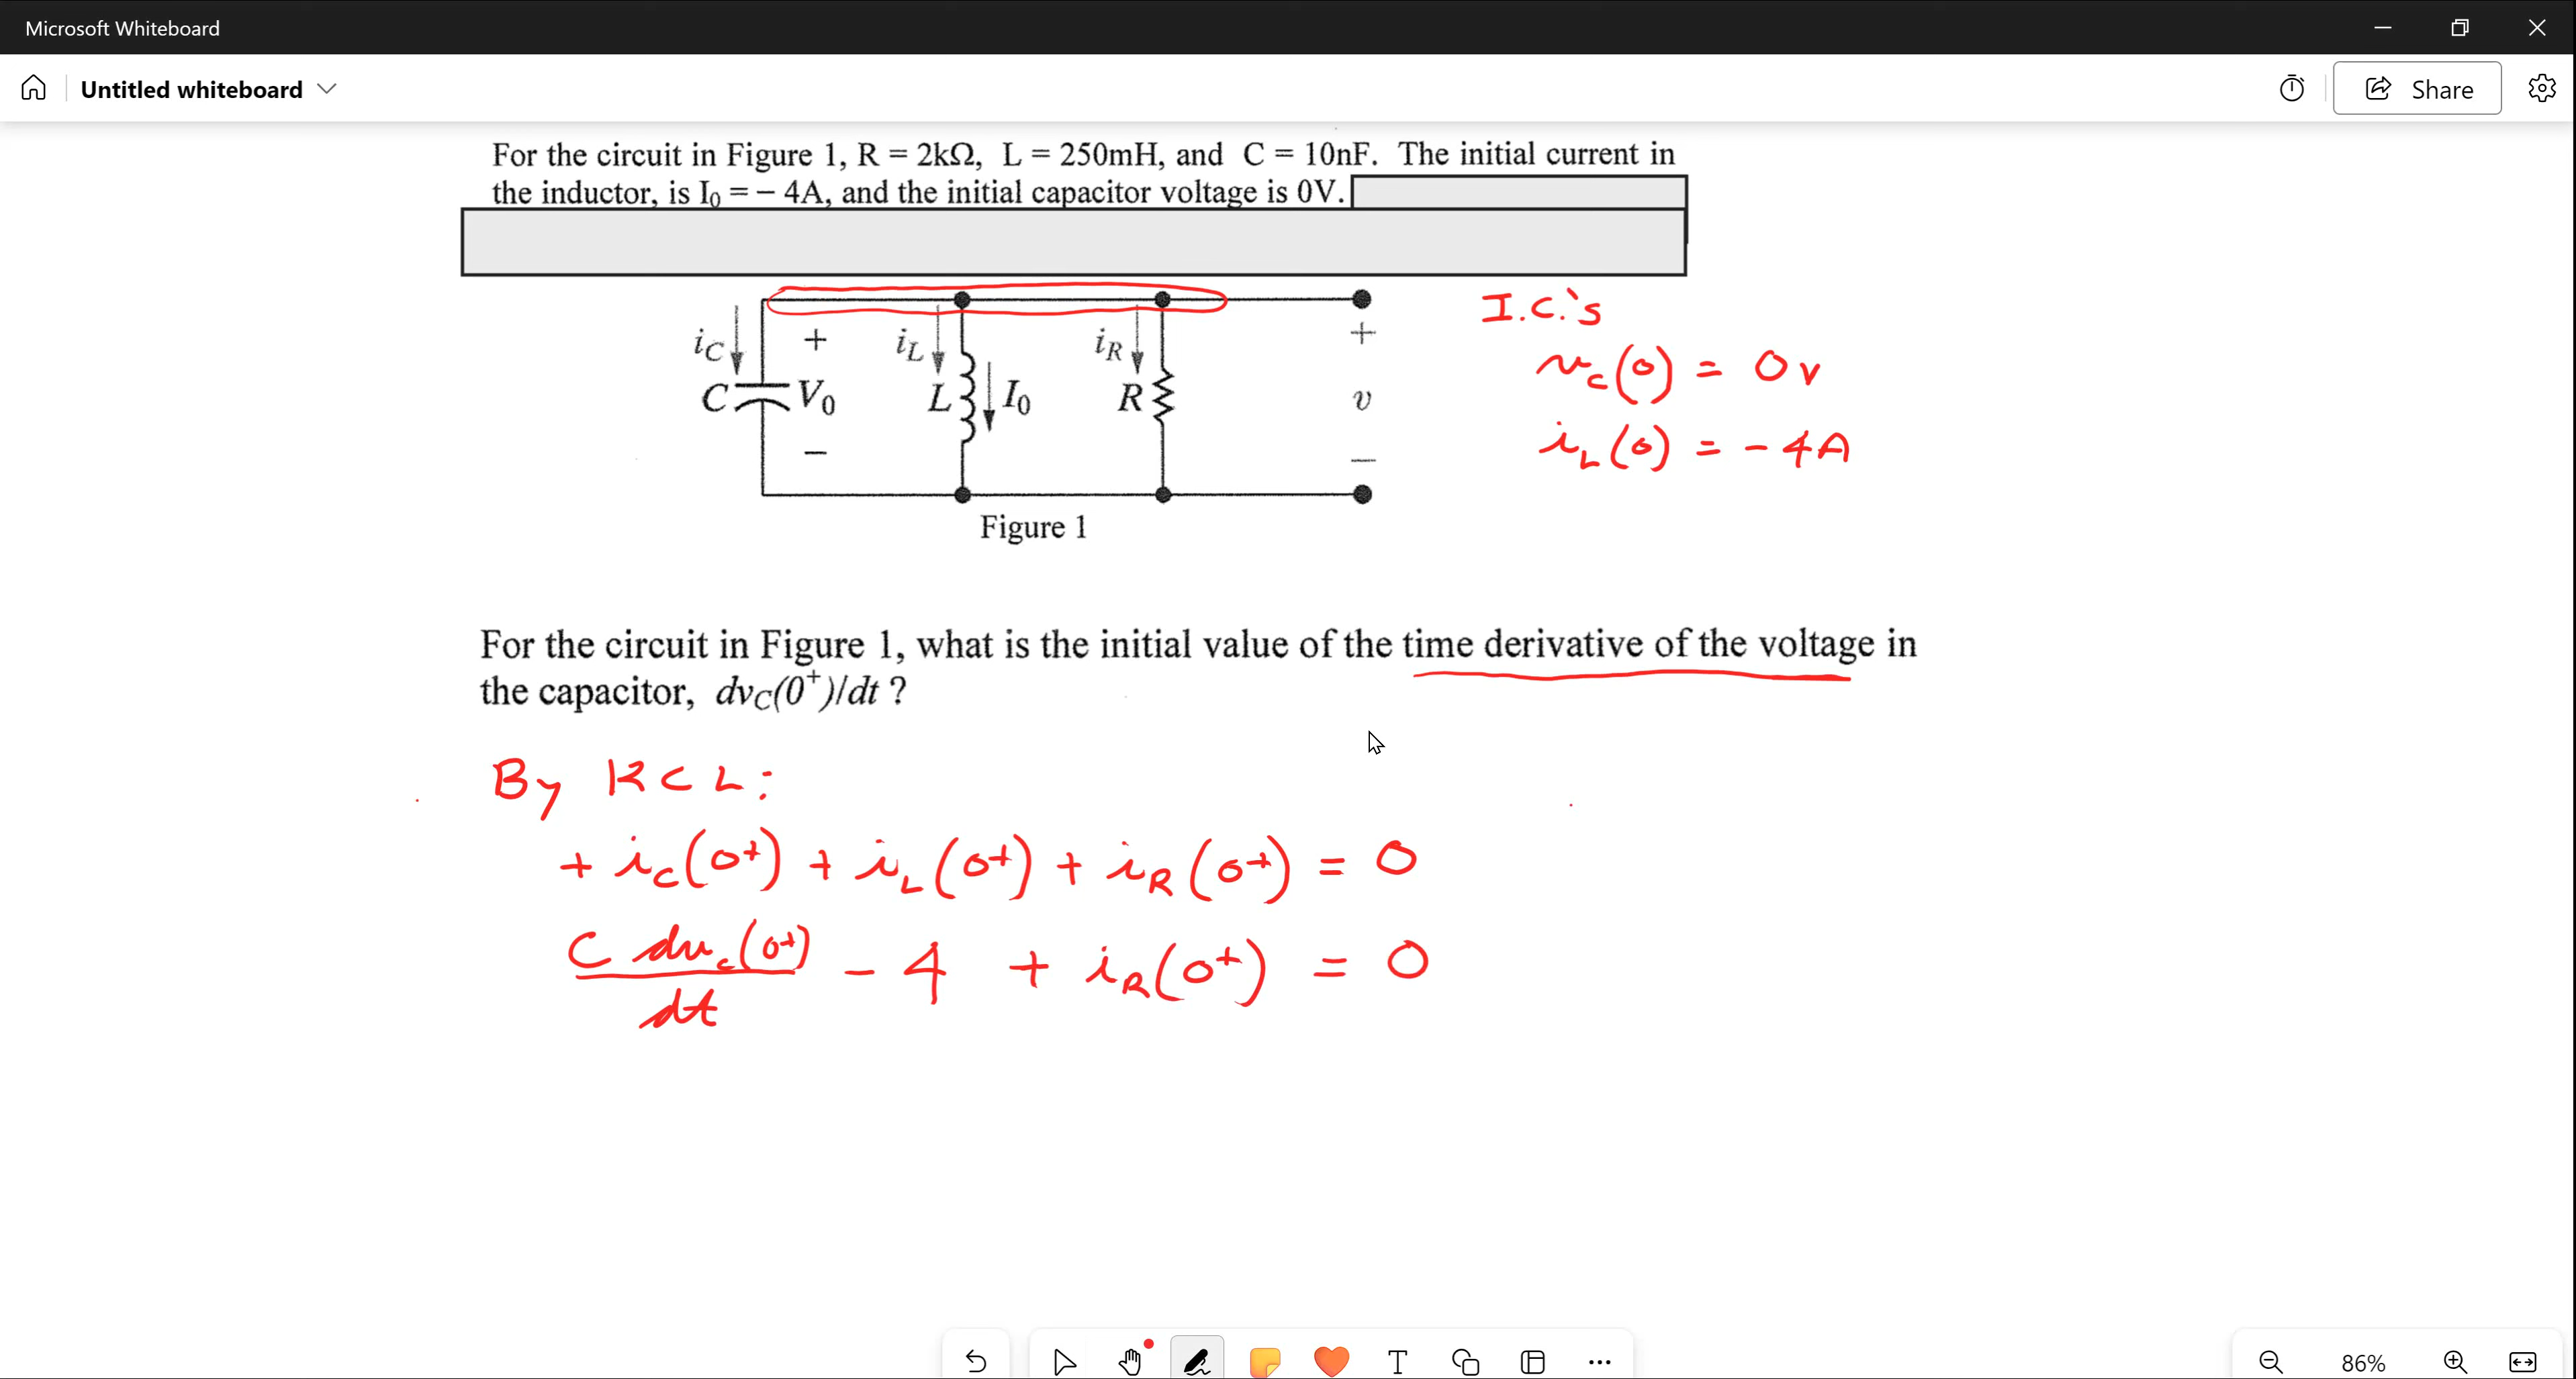 Microsoft Whiteboard
Untitled whiteboard
Share
For the circuit in Figure 1, R = 2kΩ, L = 250mH, and C = 10nF. The initial current in
the inductor, is I₀ = − 4A, and the initial capacitor voltage is 0V.
iC + iL iR +
C V₀ L I₀ R v
− −
Figure 1
I.C.'s
vc(0) = 0v
iL(0) = -4A
For the circuit in Figure 1, what is the initial value of the time derivative of the voltage in
the capacitor, dvC(0⁺)/dt ?
By KCL:
+ ic(0+) + iL(0+) + iR(0+) = 0
C dvc(0+)/dt - 4 + iR(0+) = 0
86%